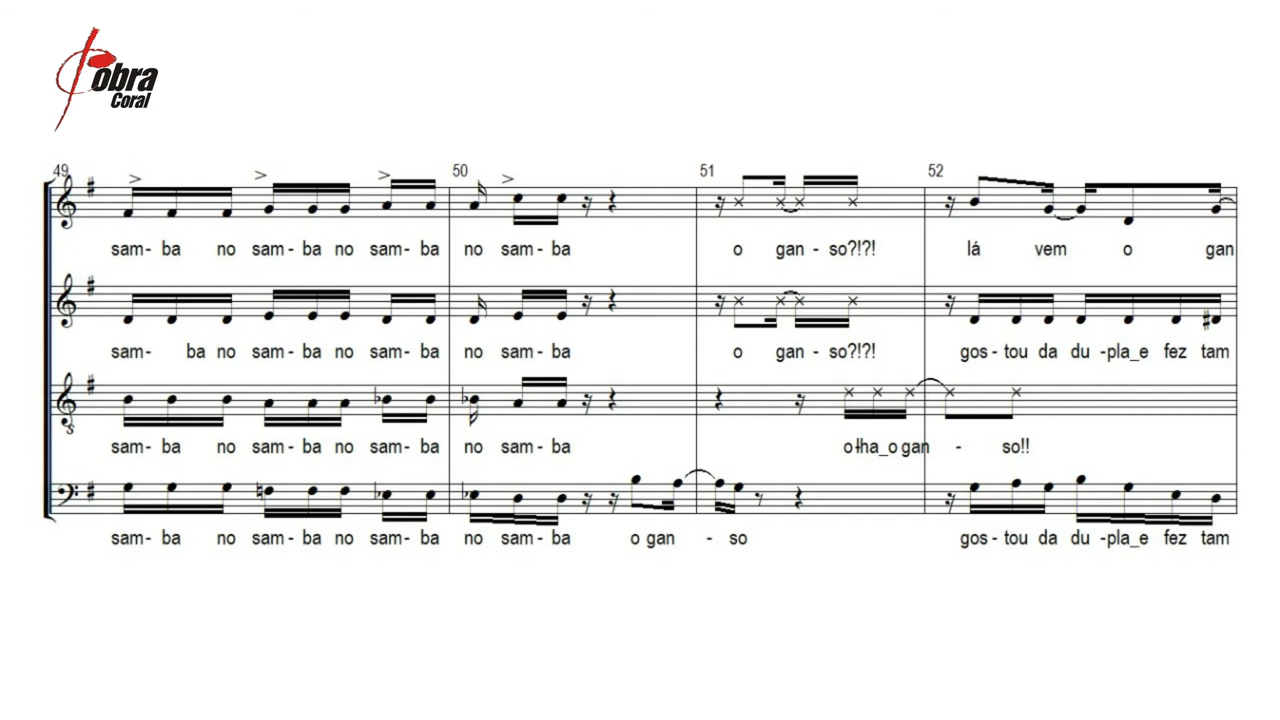 obra
Coral
49 50 51 52
sam- ba no sam- ba no sam- ba no sam- ba o gan- so?!?! lá vem o gan
sam- ba no sam- ba no sam- ba no sam- ba o gan - so?!?! gos- tou da du -pla_e fez tam
8
sam- ba no sam- ba no sam- ba no sam- ba o-lha_o gan - so!!
sam- ba no sam- ba no sam- ba no sam- ba o gan - so gos- tou da du -pla_e fez tam